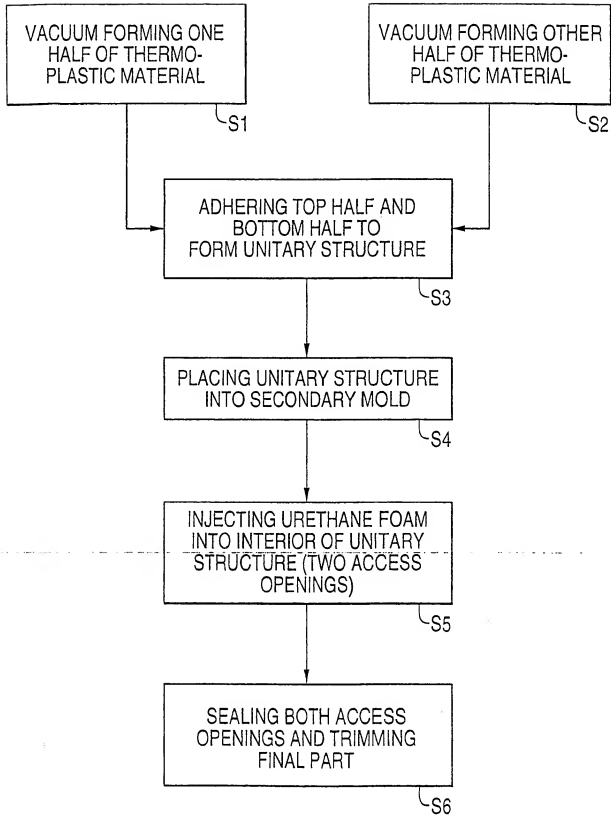 VACUUM FORMING ONE
HALF OF THERMO-
PLASTIC MATERIAL
S1
VACUUM FORMING OTHER
HALF OF THERMO-
PLASTIC MATERIAL
S2
ADHERING TOP HALF AND
BOTTOM HALF TO
FORM UNITARY STRUCTURE
S3
PLACING UNITARY STRUCTURE
INTO SECONDARY MOLD
S4
INJECTING URETHANE FOAM
INTO INTERIOR OF UNITARY
STRUCTURE (TWO ACCESS
OPENINGS)
S5
SEALING BOTH ACCESS
OPENINGS AND TRIMMING
FINAL PART
S6